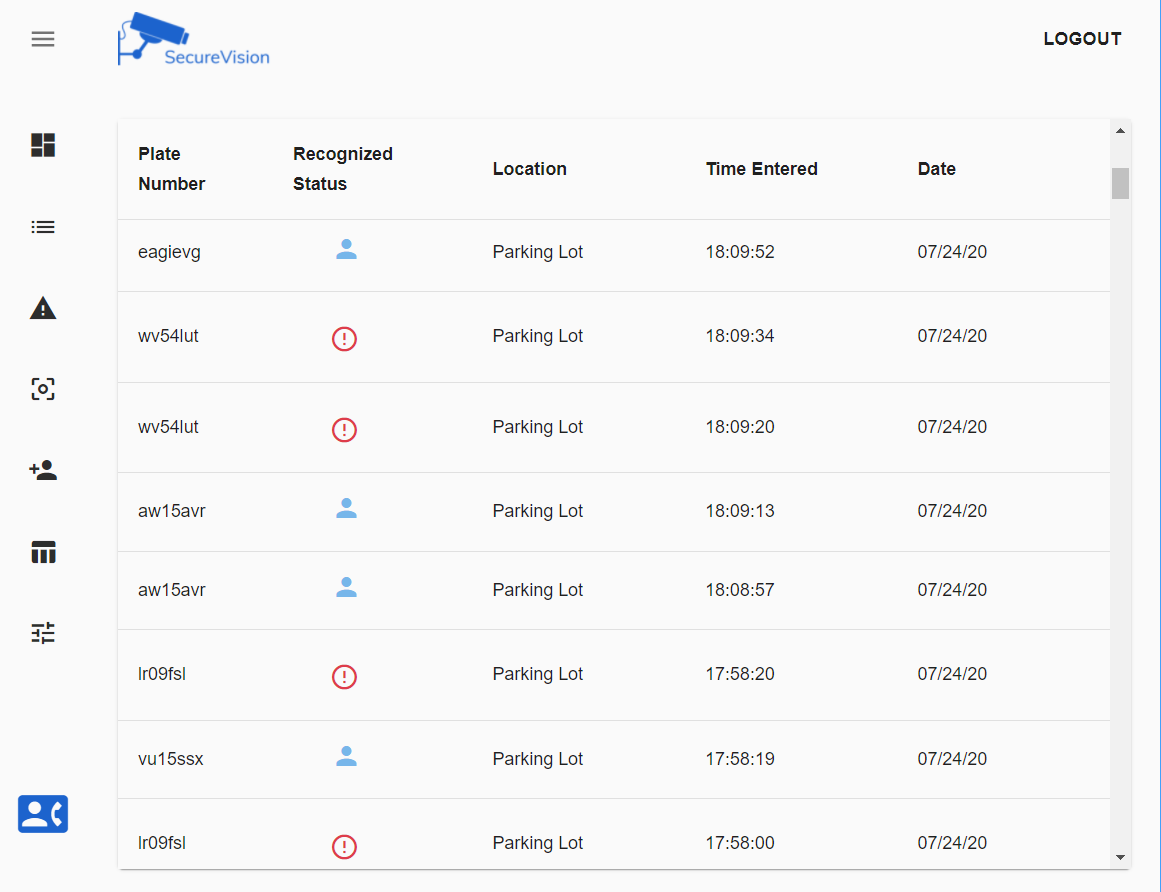 SecureVision
LOGOUT
Plate Number
Recognized Status
Location
Time Entered
Date
eagievg Parking Lot 18:09:52 07/24/20
wv54lut Parking Lot 18:09:34 07/24/20
wv54lut Parking Lot 18:09:20 07/24/20
aw15avr Parking Lot 18:09:13 07/24/20
aw15avr Parking Lot 18:08:57 07/24/20
lr09fsl Parking Lot 17:58:20 07/24/20
vu15ssx Parking Lot 17:58:19 07/24/20
lr09fsl Parking Lot 17:58:00 07/24/20